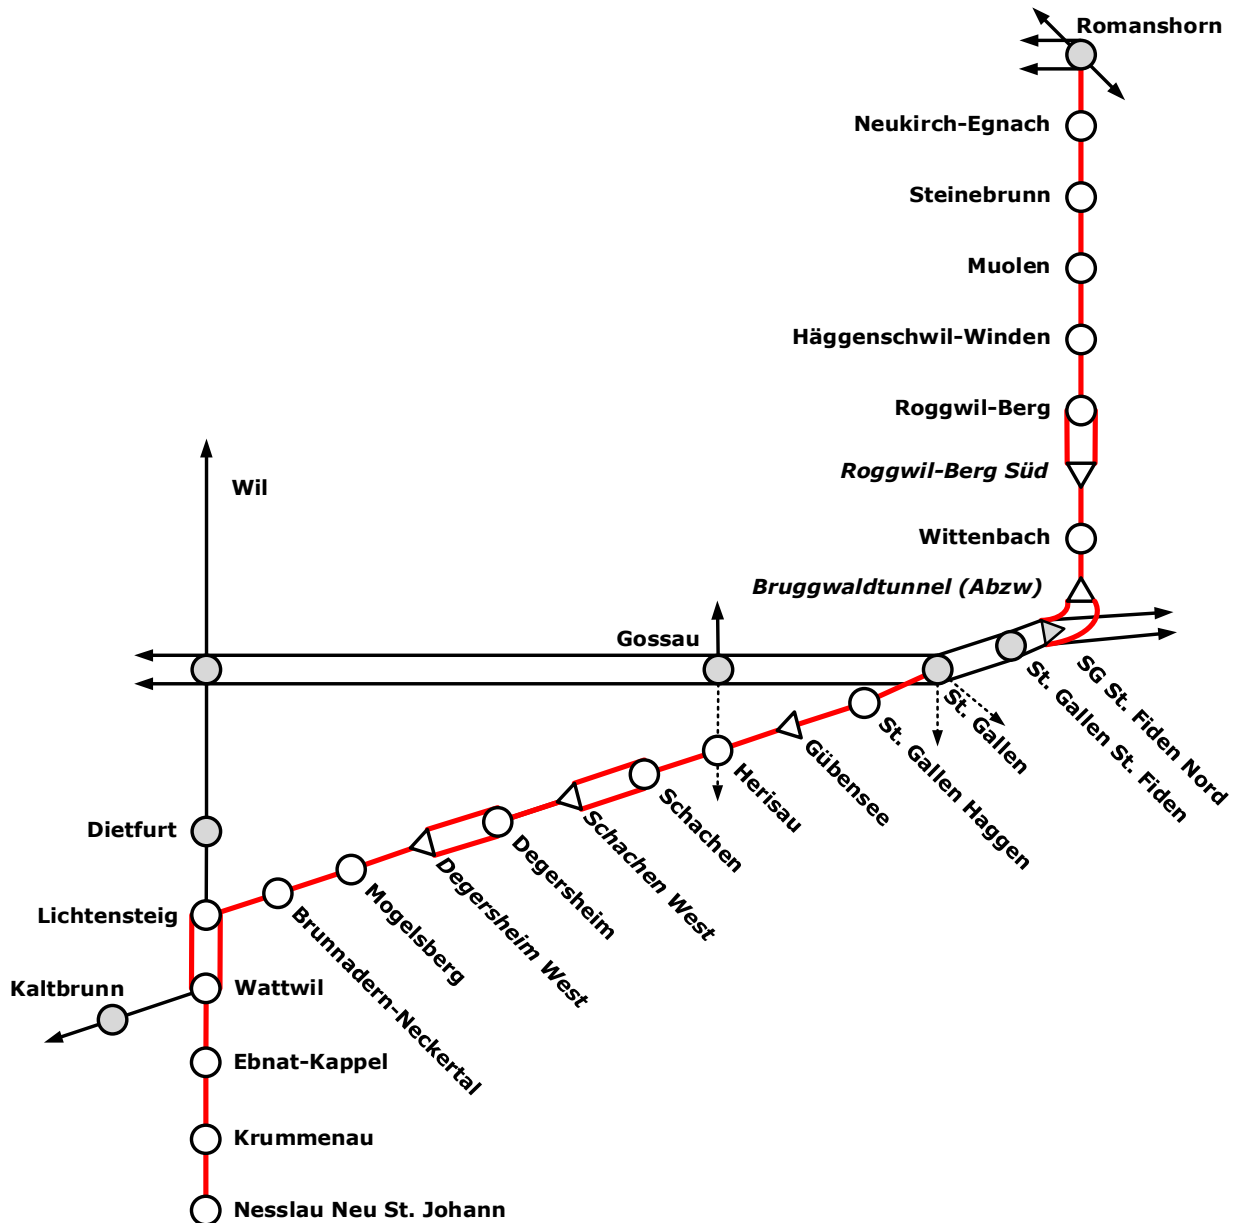 Romanshorn
Neukirch-Egnach
Steinebrunn
Muolen
Häggenschwil-Winden
Roggwil-Berg
Roggwil-Berg Süd
Wil
Wittenbach
Bruggwaldtunnel (Abzw)
Gossau
SG St. Fiden Nord
St. Gallen St. Fiden
St. Gallen
St. Gallen Haggen
Gübensee
Herisau
Schachen
Schachen West
Degersheim
Degersheim West
Mogelsberg
Brunnadern-Neckertal
Dietfurt
Lichtensteig
Kaltbrunn
Wattwil
Ebnat-Kappel
Krummenau
Nesslau Neu St. Johann